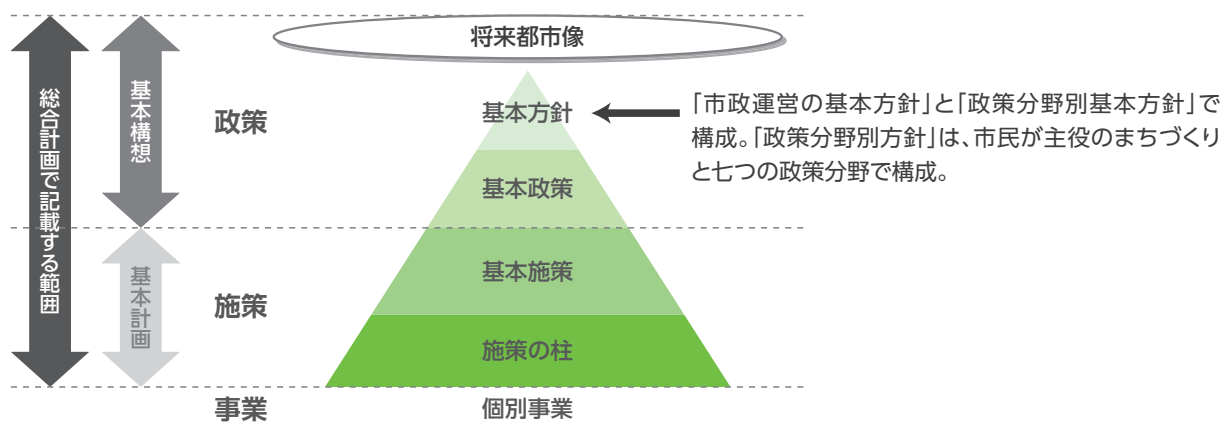 総合計画で記載する範囲
基本構想
基本計画
政策
施策
事業
将来都市像
基本方針
基本政策
基本施策
施策の柱
個別事業
「市政運営の基本方針」と「政策分野別基本方針」で
構成。「政策分野別方針」は、市民が主役のまちづくり
と七つの政策分野で構成。